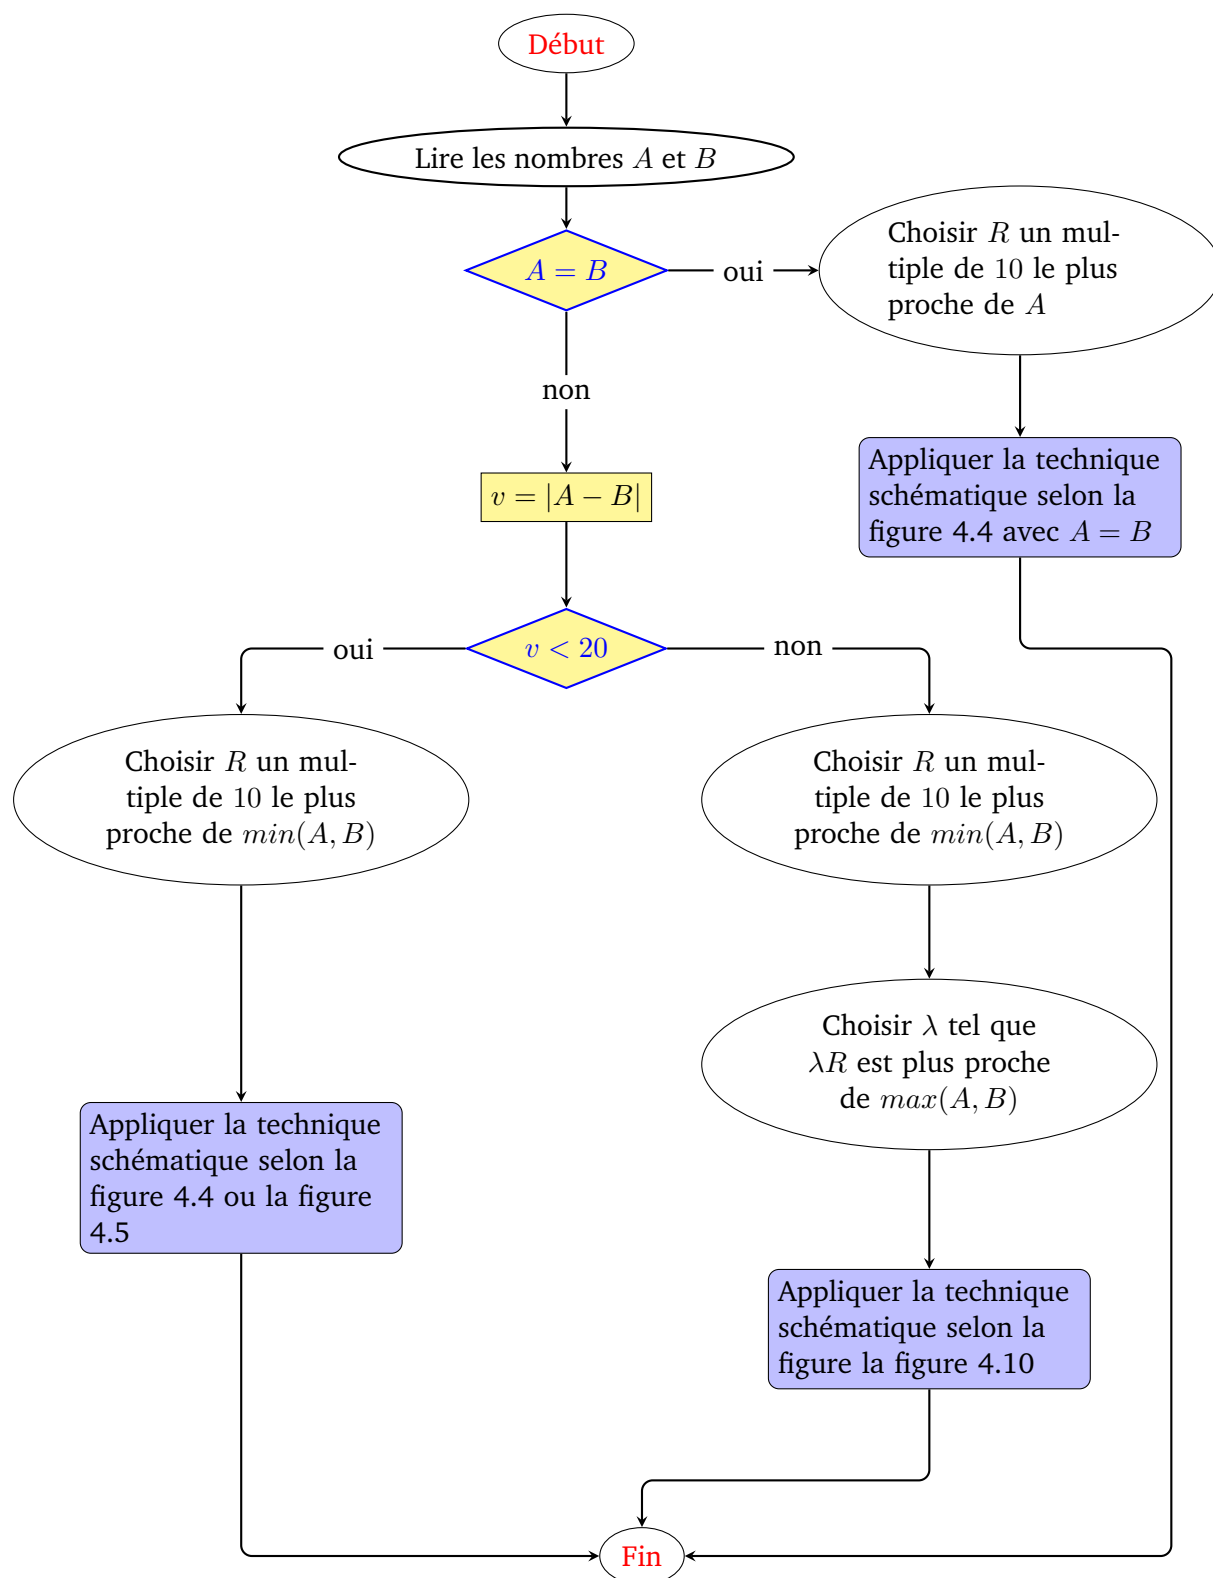 Début
Lire les nombres A et B
A = B
oui
Choisir R un mul-
tiple de 10 le plus
proche de A
non
Appliquer la technique
schématique selon la
figure 4.4 avec A = B
v = |A − B|
v < 20
oui
non
Choisir R un mul-
tiple de 10 le plus
proche de min(A, B)
Choisir R un mul-
tiple de 10 le plus
proche de min(A, B)
Choisir λ tel que
λR est plus proche
de max(A, B)
Appliquer la technique
schématique selon la
figure 4.4 ou la figure
4.5
Appliquer la technique
schématique selon la
figure la figure 4.10
Fin